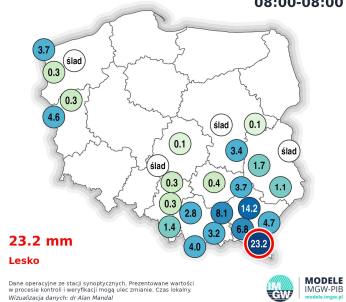 08:00-08:00
3.7
ślad
0.3
0.3
4.6
ślad
0.1
0.1
3.4
ślad
ślad
1.7
0.3
0.4
3.7
1.1
0.3
2.8
8.1
14.2
1.4
3.2
6.8
4.7
4.0
23.2
23.2 mm
Lesko
Dane operacyjne ze stacji synoptycznych. Prezentowane wartości
w procesie kontroli i weryfikacji mogą ulec zmianie. Czas lokalny.
Wizualizacja danych: dr Alan Mandal
IMGW
MODELE
IMGW-PIB
modele.imgw.pl